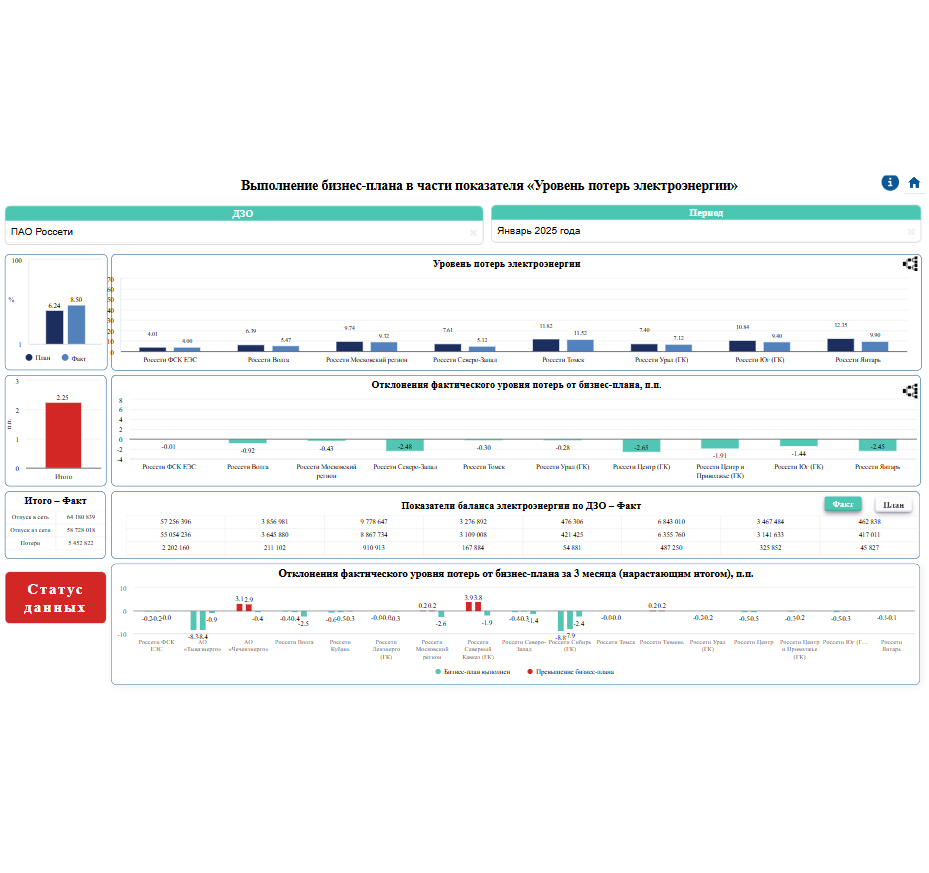 Выполнение бизнес-плана в части показателя «Уровень потерь электроэнергии»
ДЗО
Период
ПАО Россети
Январь 2025 года
100
%
6.24
8.50
1
План
Факт
Уровень потерь электроэнергии
70
60
50
40
30
20
10
0
4.01 4.00 6.39 5.47 9.74 9.32 7.61 5.12 11.82 11.52 7.40 7.12 10.84 9.40 12.35 9.90
Россети ФСК ЕЭС
Россети Волга
Россети Московский регион
Россети Северо-Запад
Россети Томск
Россети Урал (ГК)
Россети Юг (ГК)
Россети Янтарь
3
2.25
2
п.п.
1
0
Итого
Отклонения фактического уровня потерь от бизнес-плана, п.п.
8
6
4
2
0
-2
-4
-0.01 -0.92 -0.43 -2.48 -0.30 -0.28 -2.65 -1.91 -1.44 -2.45
Россети ФСК ЕЭС
Россети Волга
Россети Московский
регион
Россети Северо-Запад
Россети Томск
Россети Урал (ГК)
Россети Центр (ГК)
Россети Центр и
Приволжье (ГК)
Россети Юг (ГК)
Россети Янтарь
Итого – Факт
Отпуск в сеть 64 180 839
Отпуск из сети 58 728 018
Потери 5 452 822
Показатели баланса электроэнергии по ДЗО – Факт
Факт
План
57 256 396 3 856 981 9 778 647 3 276 892 476 306 6 843 010 3 467 484 462 838
55 054 236 3 645 880 8 867 734 3 109 008 421 425 6 355 760 3 141 633 417 011
2 202 160 211 102 910 913 167 884 54 881 487 250 325 852 45 827
Статус
данных
Отклонения фактического уровня потерь от бизнес-плана за 3 месяца (нарастающим итогом), п.п.
10
0
-10
-0.2 -0.2 -0.0 -8.3 -8.4 -0.9 3.1 2.9 -0.4 -0.4 -0.4 -2.5 -0.6 -0.5 -0.3 -0.0 -0.0 -0.3 0.2 0.2 -2.6 3.9 3.8 -1.9 -0.4 -0.3 -1.4 -8.8 -7.9 -2.4 -0.0 -0.0 0.2 0.2 -0.2 -0.2 -0.5 -0.5
Россети ФСК
ЕЭС
АО
«Тываэнерго»
АО
«Чеченэнерго»
Россети Волга
Россети
Кубань
Россети
Ленэнерго
(ГК)
Россети
Московский
регион
Россети
Северный
Кавказ (ГК)
Россети Северо-
Запад
Россети Сибирь
(ГК)
Россети Томск
Россети Тюмень
Россети Урал
(ГК)
Россети Центр
Россети Центр
и Приволжье
(ГК)
Россети Юг (Г…
Россети
Янтарь
Бизнес-план выполнен
Превышение бизнес-плана